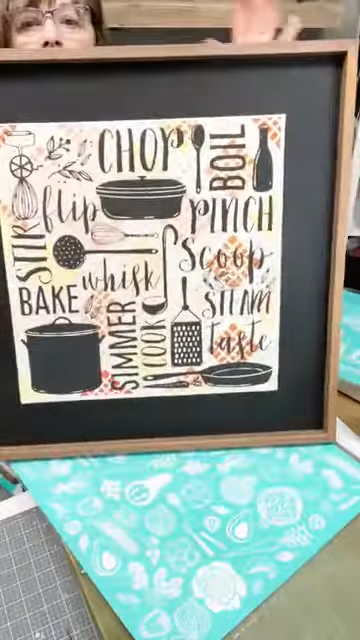 CHOP
BOIL
flip
PINCH
STIR
Scoop
whisk
BAKE
SIMMER
COOK
STEAM
taste